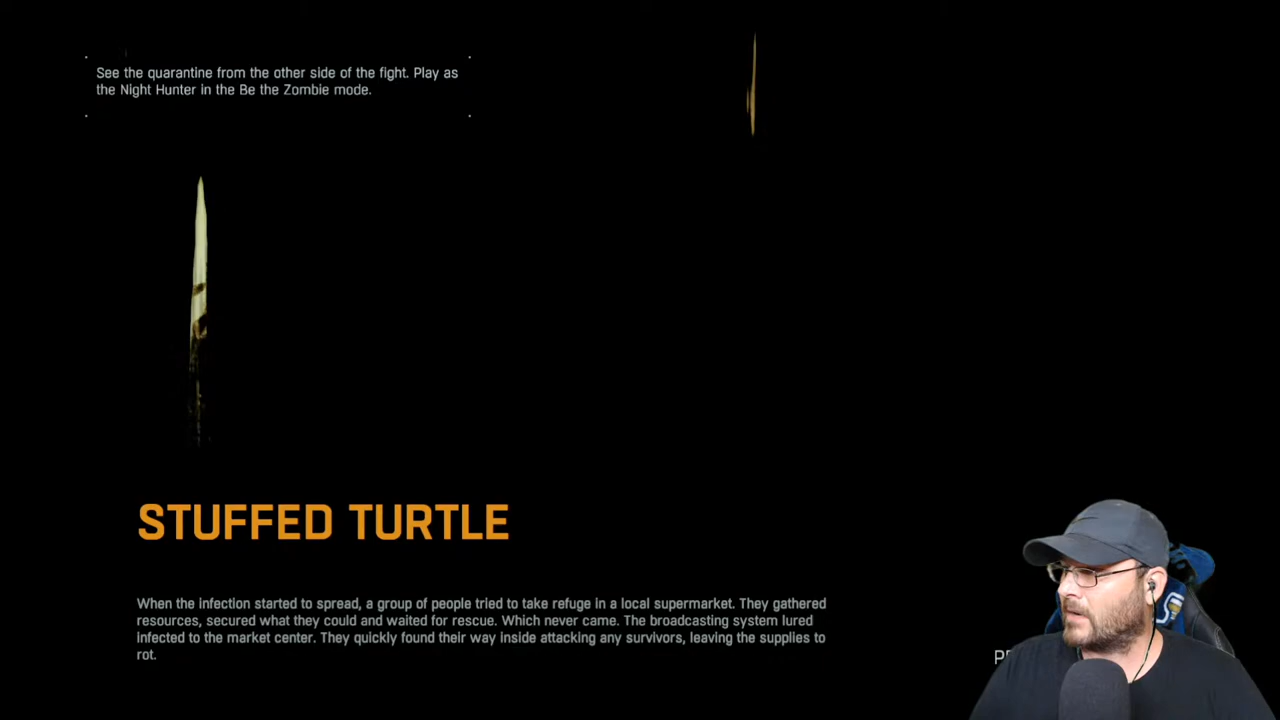 See the quarantine from the other side of the fight. Play as
the Night Hunter in the Be the Zombie mode.
STUFFED TURTLE
When the infection started to spread, a group of people tried to take refuge in a local supermarket. They gathered
resources, secured what they could and waited for rescue. Which never came. The broadcasting system lured
infected to the market center. They quickly found their way inside attacking any survivors, leaving the supplies to
rot.